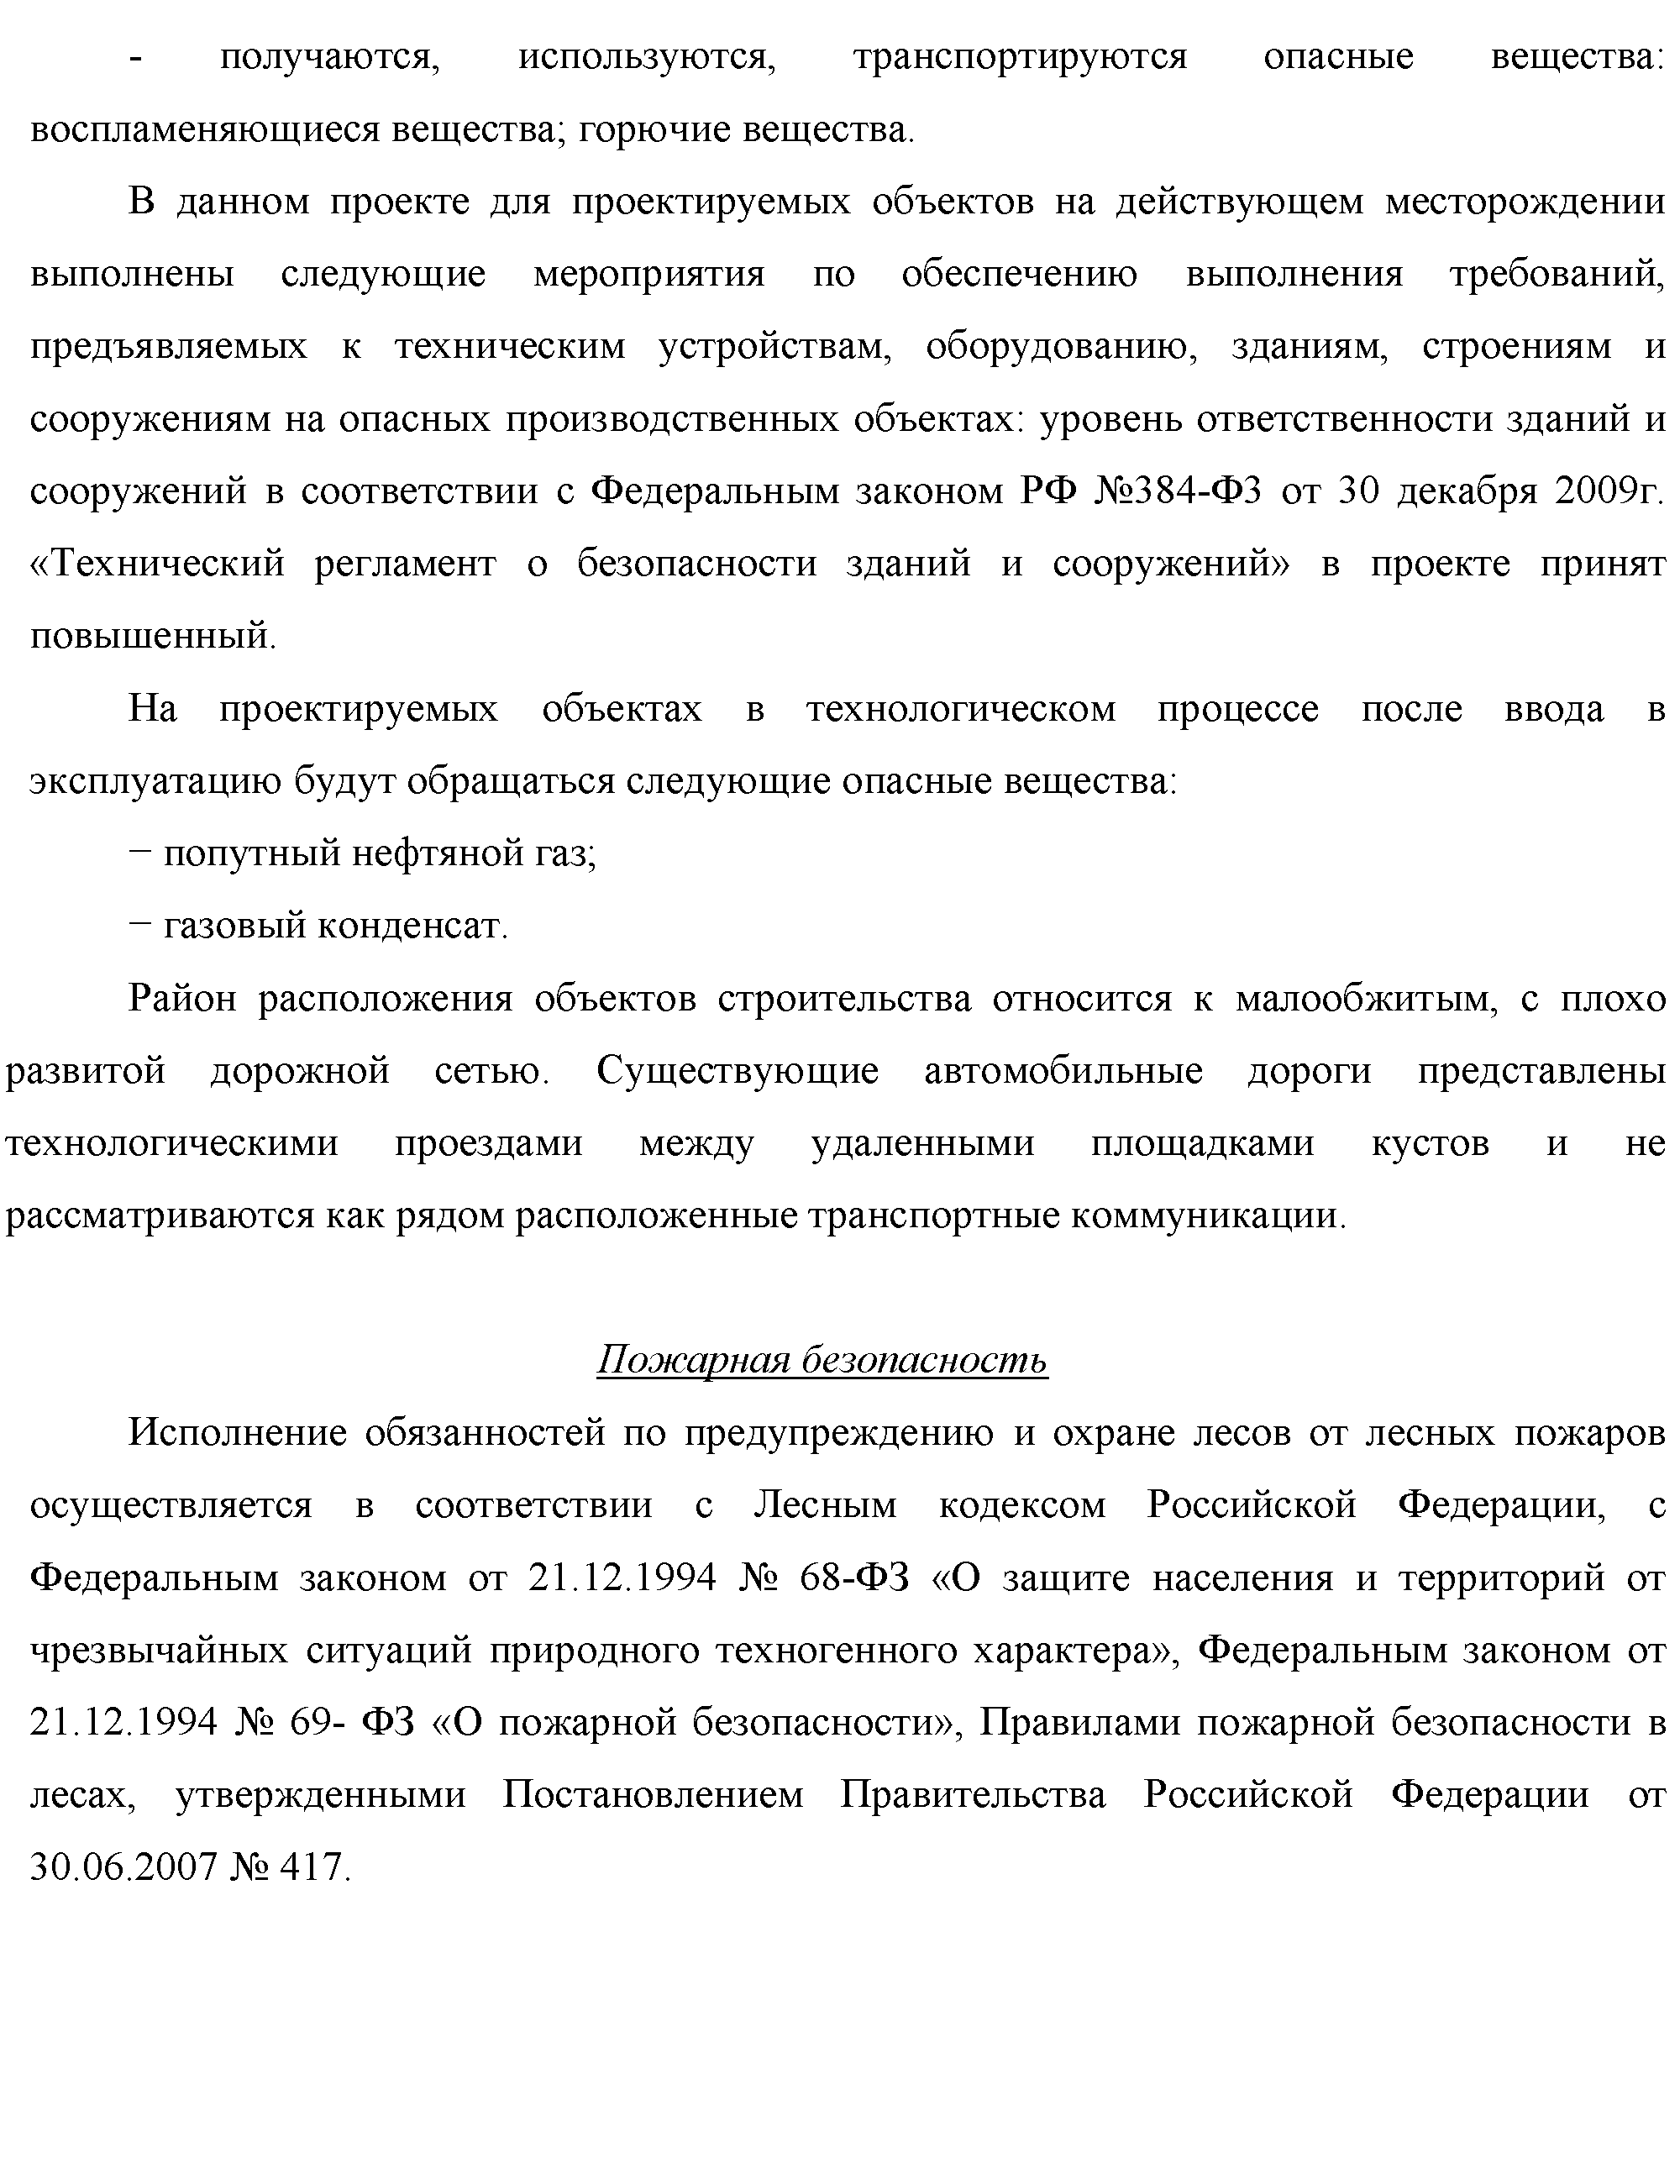 - получаются, используются, транспортируются опасные вещества:
воспламеняющиеся вещества; горючие вещества.
В данном проекте для проектируемых объектов на действующем месторождении
выполнены следующие мероприятия по обеспечению выполнения требований,
предъявляемых к техническим устройствам, оборудованию, зданиям, строениям и
сооружениям на опасных производственных объектах: уровень ответственности зданий и
сооружений в соответствии с Федеральным законом РФ №384-ФЗ от 30 декабря 2009г.
«Технический регламент о безопасности зданий и сооружений» в проекте принят
повышенный.
На проектируемых объектах в технологическом процессе после ввода в
эксплуатацию будут обращаться следующие опасные вещества:
− попутный нефтяной газ;
− газовый конденсат.
Район расположения объектов строительства относится к малообжитым, с плохо
развитой дорожной сетью. Существующие автомобильные дороги представлены
технологическими проездами между удаленными площадками кустов и не
рассматриваются как рядом расположенные транспортные коммуникации.
Пожарная безопасность
Исполнение обязанностей по предупреждению и охране лесов от лесных пожаров
осуществляется в соответствии с Лесным кодексом Российской Федерации, с
Федеральным законом от 21.12.1994 № 68-ФЗ «О защите населения и территорий от
чрезвычайных ситуаций природного техногенного характера», Федеральным законом от
21.12.1994 № 69- ФЗ «О пожарной безопасности», Правилами пожарной безопасности в
лесах, утвержденными Постановлением Правительства Российской Федерации от
30.06.2007 № 417.